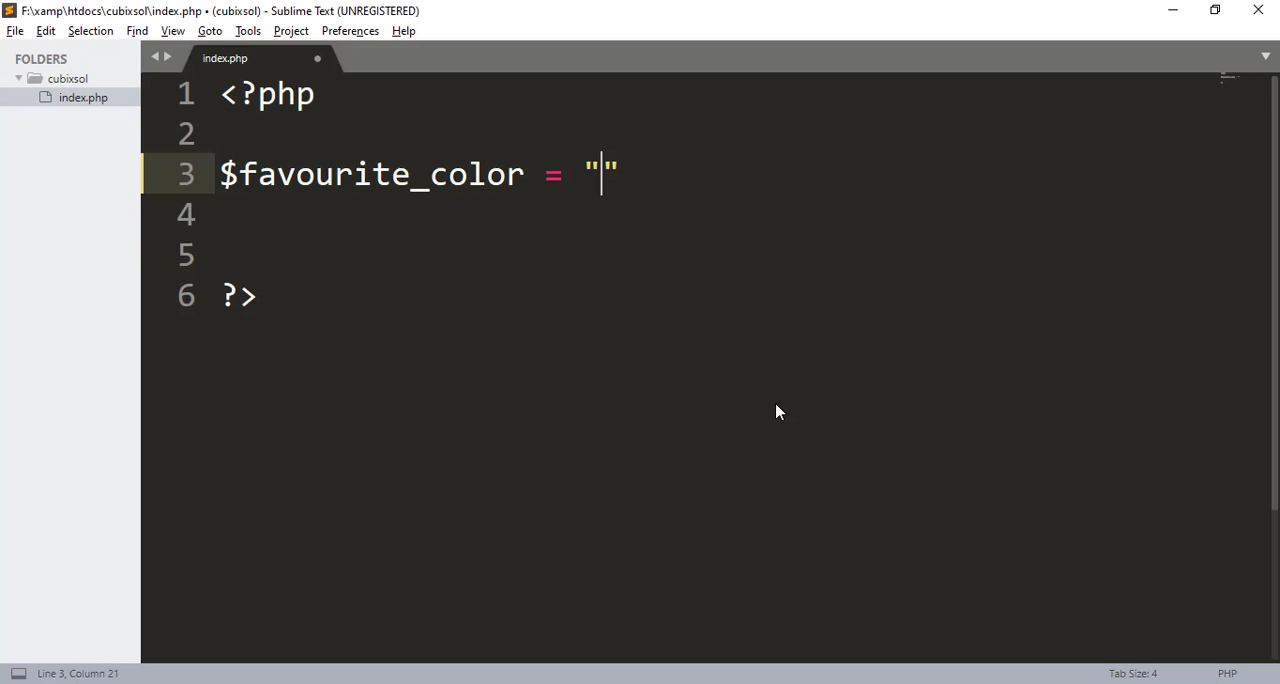 F:\xamp\htdocs\cubixsol\index.php • (cubixsol) - Sublime Text (UNREGISTERED)
File Edit Selection Find View Goto Tools Project Preferences Help
FOLDERS
cubixsol
index.php
index.php
1 <?php
2
3 $favourite_color = ""
4
5
6 ?>
Line 3, Column 21
Tab Size: 4
PHP